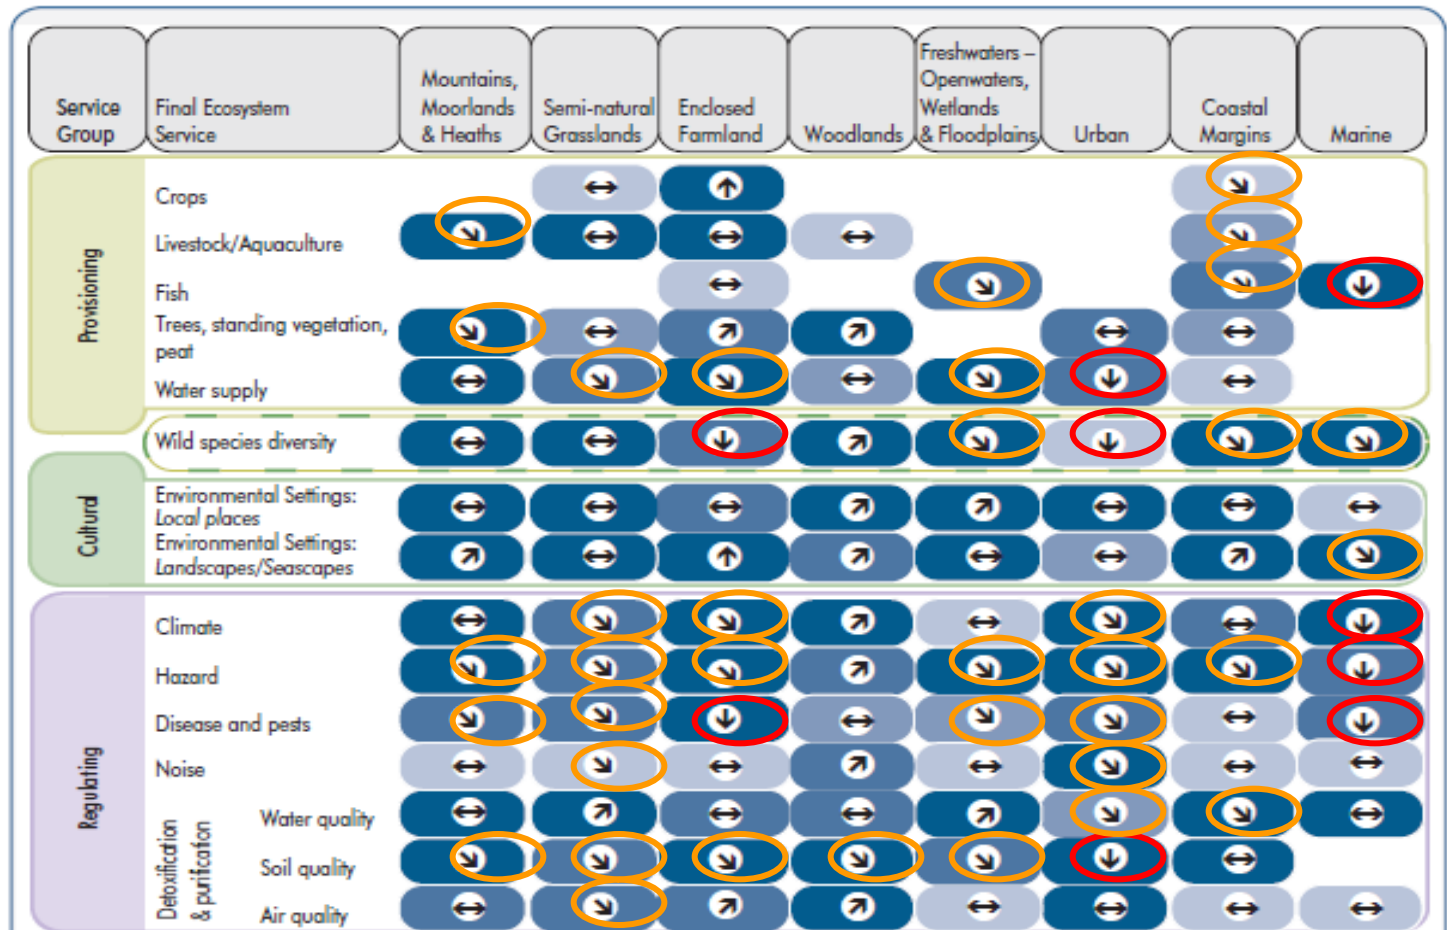 Service
Group
Final Ecosystem
Service
Mountains,
Moorlands
& Heaths
Semi-natural
Grasslands
Enclosed
Farmland
Woodlands
Freshwaters –
Openwaters,
Wetlands
& Floodplains
Urban
Coastal
Margins
Marine
Provisioning
Crops
Livestock/Aquaculture
Fish
Trees, standing vegetation,
peat
Water supply
Wild species diversity
Cultural
Environmental Settings:
Local places
Environmental Settings:
Landscapes/Seascapes
Regulating
Climate
Hazard
Disease and pests
Noise
Detoxification
& purification
Water quality
Soil quality
Air quality